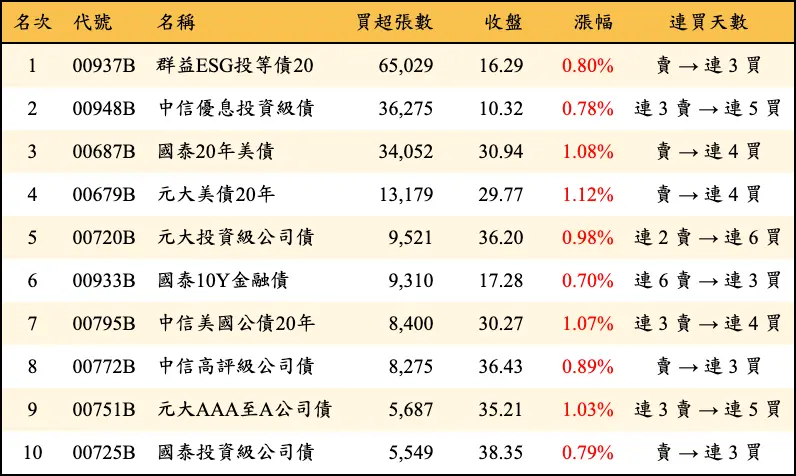 名次 代號 名稱 買超張數 收盤 漲幅 連買天數
1 00937B 群益ESG投等債20 65,029 16.29 0.80% 賣 → 連 3 買
2 00948B 中信優息投資級債 36,275 10.32 0.78% 連 3 賣 → 連 5 買
3 00687B 國泰20年美債 34,052 30.94 1.08% 賣 → 連 4 買
4 00679B 元大美債20年 13,179 29.77 1.12% 賣 → 連 4 買
5 00720B 元大投資級公司債 9,521 36.20 0.98% 連 2 賣 → 連 6 買
6 00933B 國泰10Y金融債 9,310 17.28 0.70% 連 6 賣 → 連 3 買
7 00795B 中信美國公債20年 8,400 30.27 1.07% 連 3 賣 → 連 4 買
8 00772B 中信高評級公司債 8,275 36.43 0.89% 賣 → 連 3 買
9 00751B 元大AAA至A公司債 5,687 35.21 1.03% 連 3 賣 → 連 5 買
10 00725B 國泰投資級公司債 5,549 38.35 0.79% 賣 → 連 3 買